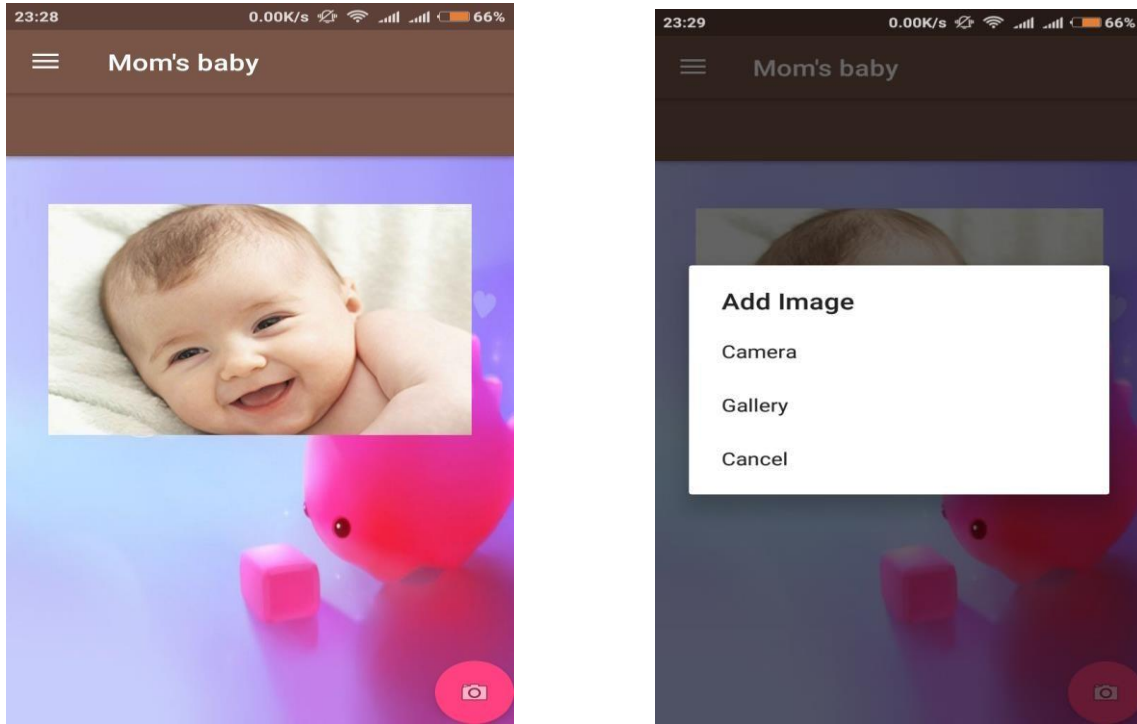 23:28 0.00K/s 66%
Mom's baby
23:29 0.00K/s 66%
Mom's baby
Add Image
Camera
Gallery
Cancel